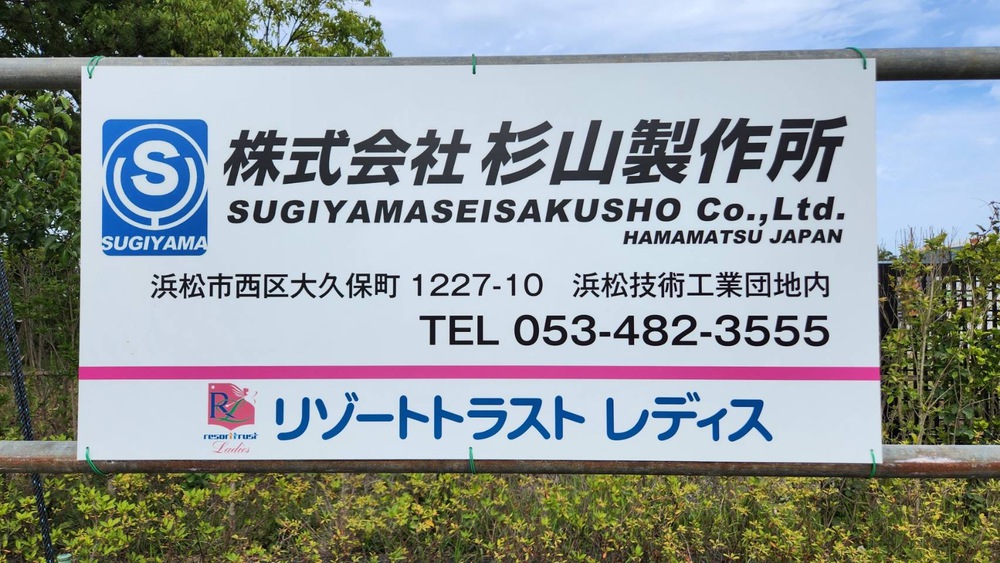 S
SUGIYAMA
株式会社 杉山製作所
SUGIYAMASEISAKUSHO Co.,Ltd.
HAMAMATSU JAPAN
浜松市西区大久保町 1227-10　浜松技術工業団地内
TEL 053-482-3555
RL
resorttrust
Ladies
リゾートトラスト レディス